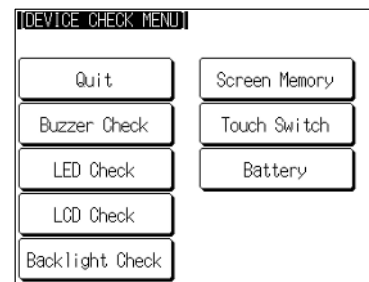 [DEVICE CHECK MENU]
Quit
Screen Memory
Buzzer Check
Touch Switch
LED Check
Battery
LCD Check
Backlight Check